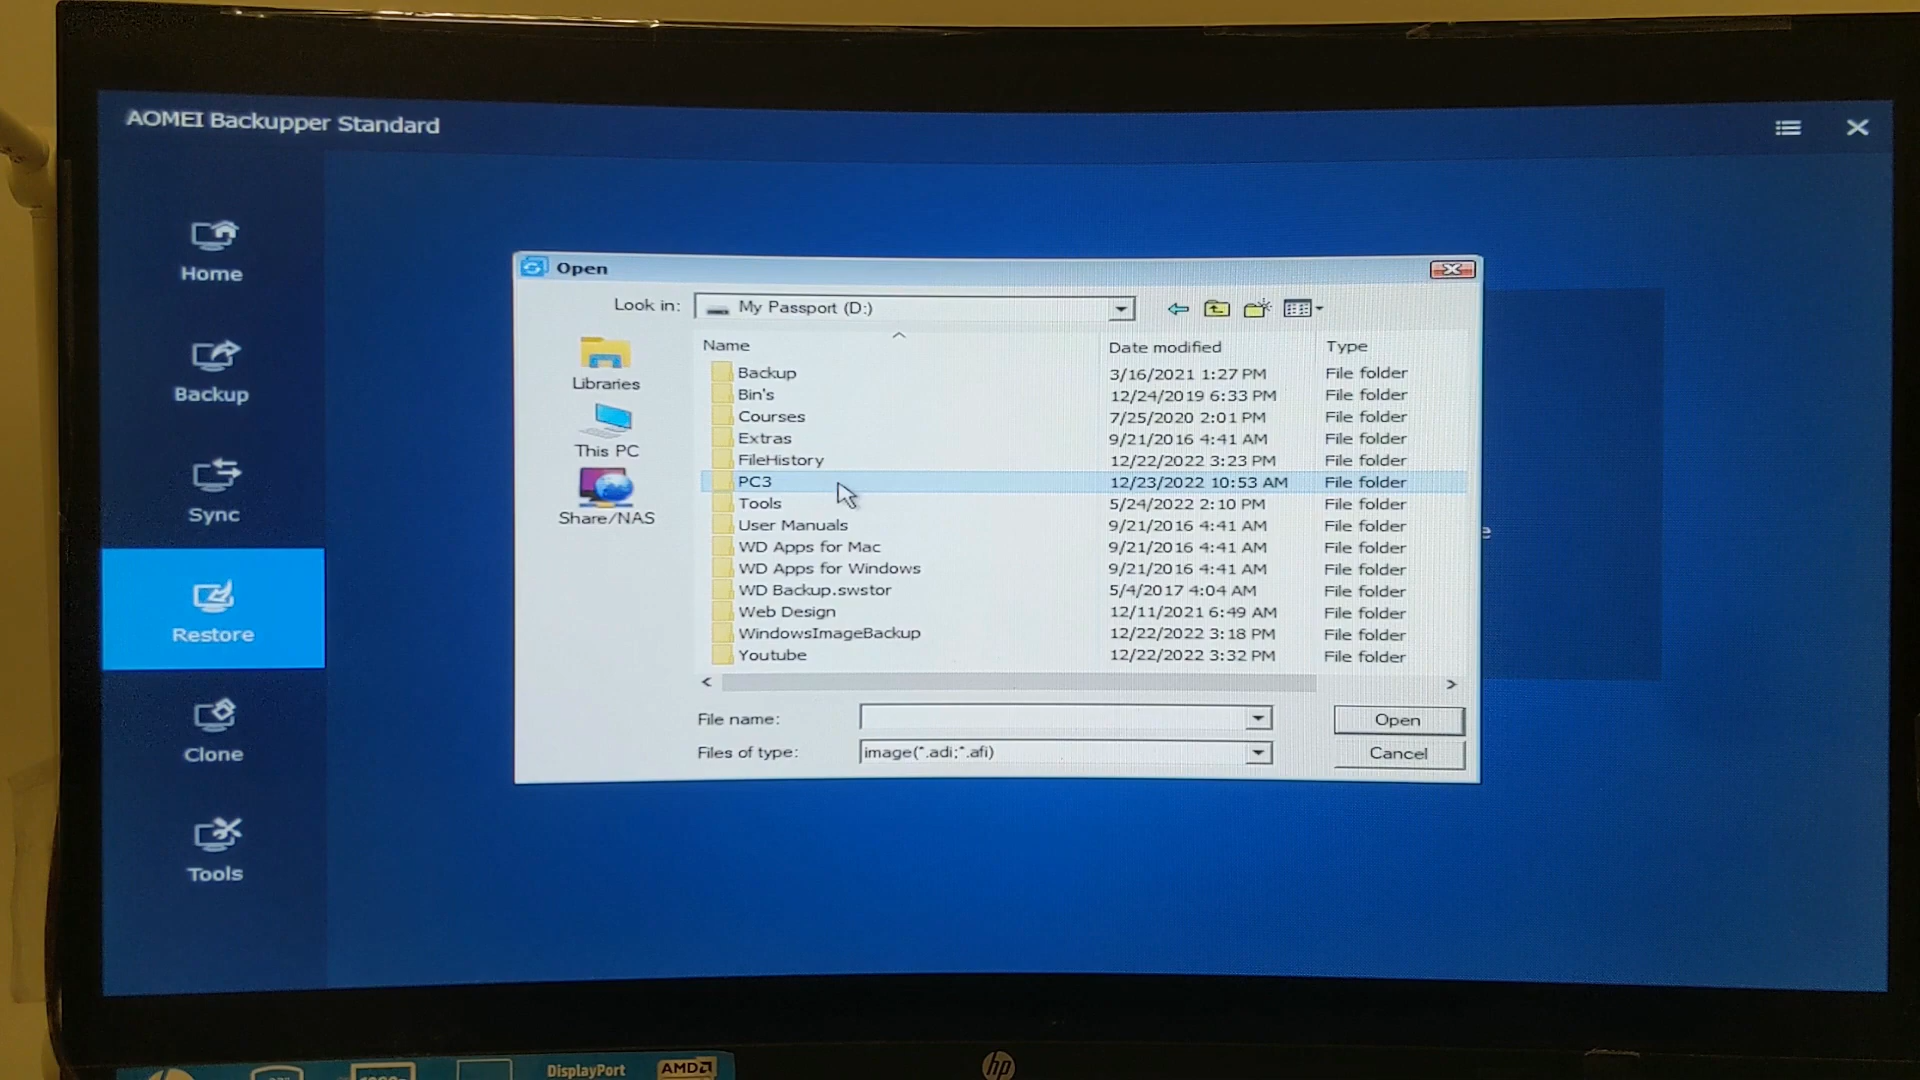 AOMEI Backupper Standard
Home
Backup
Sync
Restore
Clone
Tools
Open
Look in: My Passport (D:)
Libraries
This PC
Share/NAS
Name Date modified Type
Backup 3/16/2021 1:27 PM File folder
Bin's 12/24/2019 6:33 PM File folder
Courses 7/25/2020 2:01 PM File folder
Extras 9/21/2016 4:41 AM File folder
FileHistory 12/22/2022 3:23 PM File folder
PC3 12/23/2022 10:53 AM File folder
Tools 5/24/2022 2:10 PM File folder
User Manuals 9/21/2016 4:41 AM File folder
WD Apps for Mac 9/21/2016 4:41 AM File folder
WD Apps for Windows 9/21/2016 4:41 AM File folder
WD Backup.swstor 5/4/2017 4:04 AM File folder
Web Design 12/11/2021 6:49 AM File folder
WindowsImageBackup 12/22/2022 3:18 PM File folder
Youtube 12/22/2022 3:32 PM File folder
File name: Open
Files of type: image(*.adi;*.afi) Cancel
hp
DisplayPort AMD